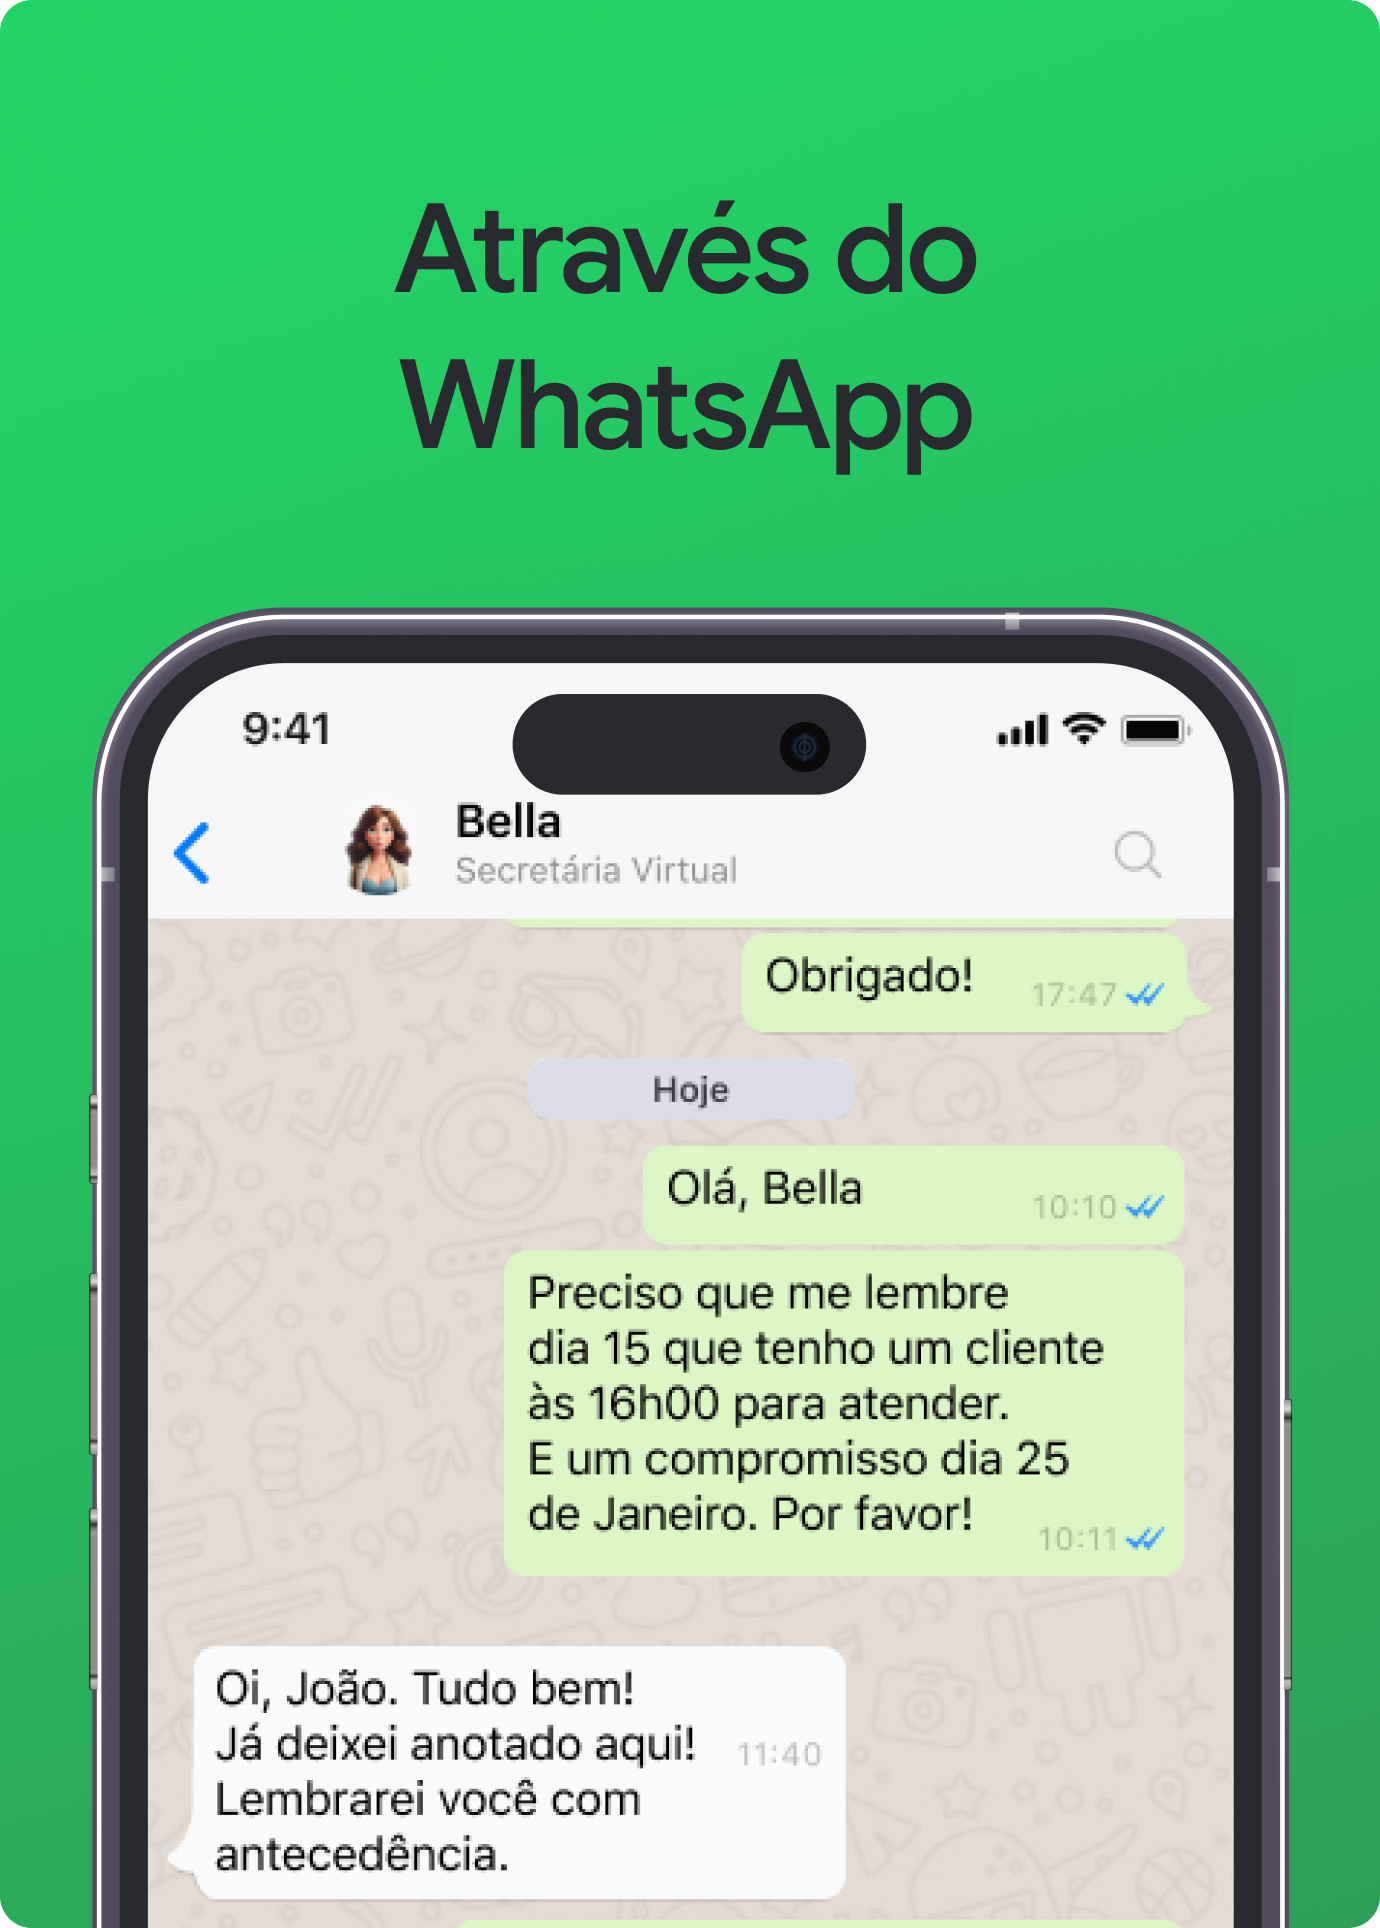 Através do
WhatsApp
9:41
Bella
Secretária Virtual
Obrigado!
17:47
Hoje
Olá, Bella
10:10
Preciso que me lembre
dia 15 que tenho um cliente
às 16h00 para atender.
E um compromisso dia 25
de Janeiro. Por favor!
10:11
Oi, João. Tudo bem!
Já deixei anotado aqui!
11:40
Lembrarei você com
antecedência.